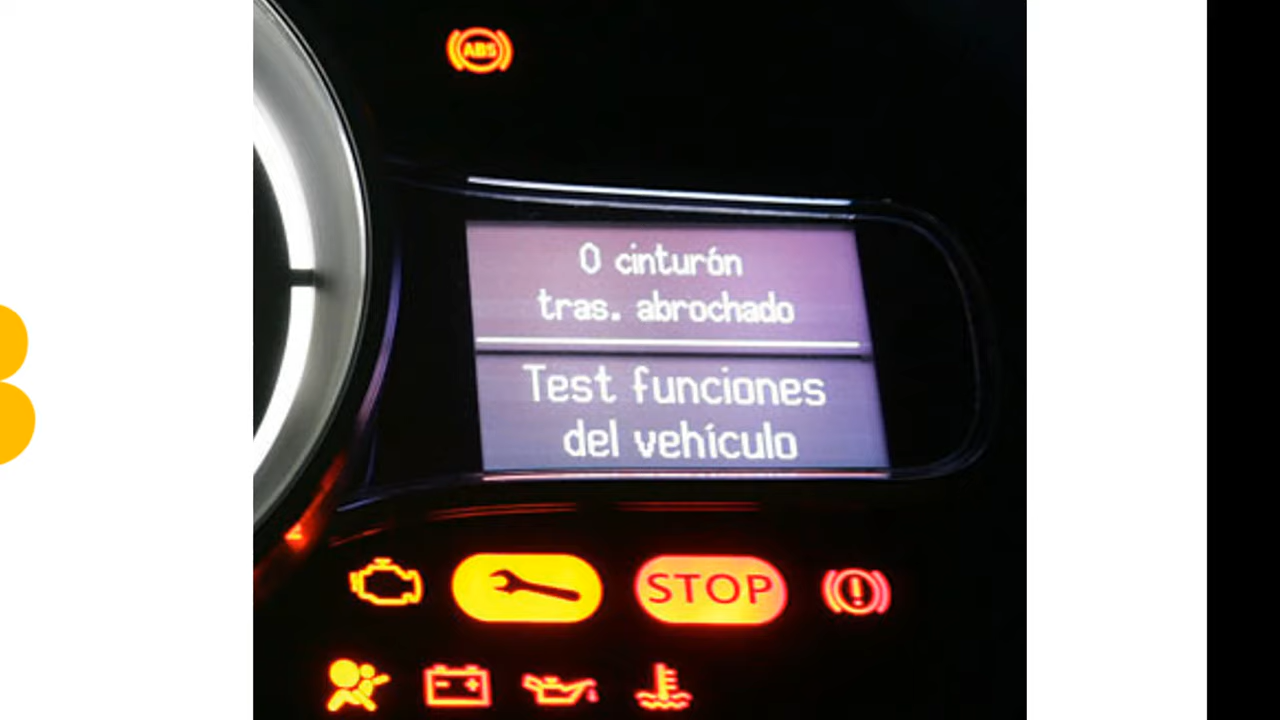 ABS
0 cinturón
tras. abrochado
Test funciones
del vehículo
STOP